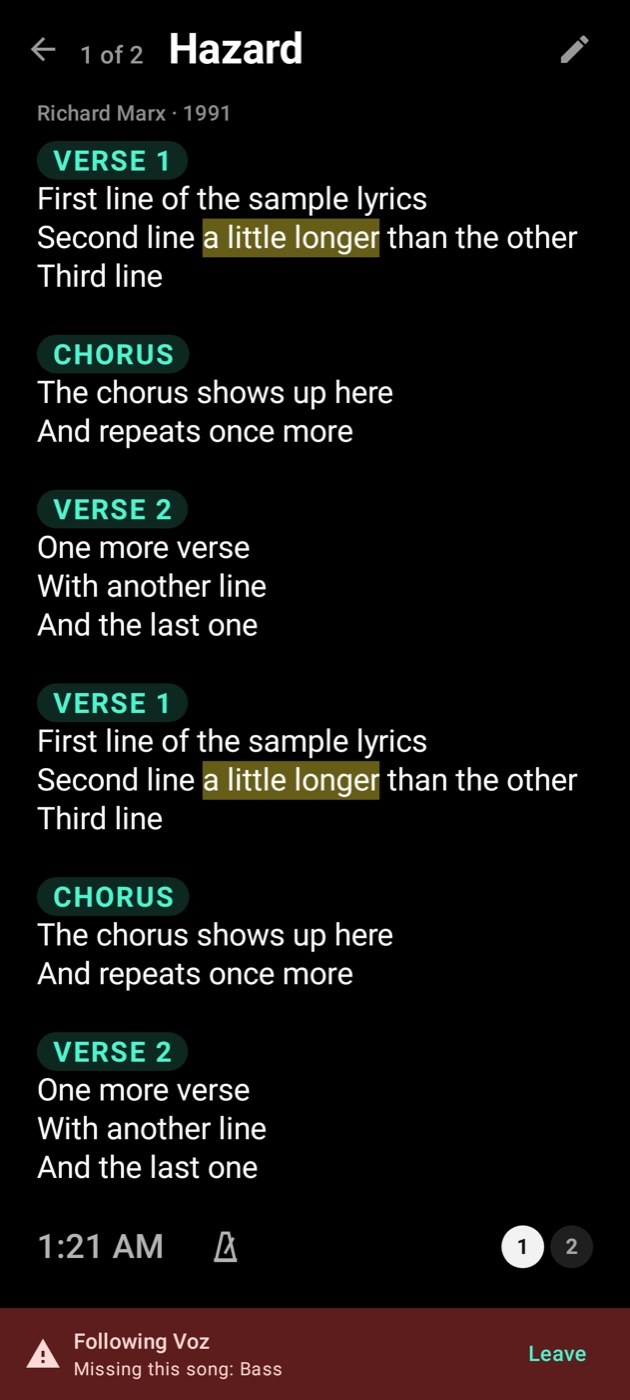 1 of 2 Hazard
Richard Marx · 1991
VERSE 1
First line of the sample lyrics
Second line a little longer than the other
Third line
CHORUS
The chorus shows up here
And repeats once more
VERSE 2
One more verse
With another line
And the last one
VERSE 1
First line of the sample lyrics
Second line a little longer than the other
Third line
CHORUS
The chorus shows up here
And repeats once more
VERSE 2
One more verse
With another line
And the last one
1:21 AM 1 2
Following Voz
Missing this song: Bass
Leave